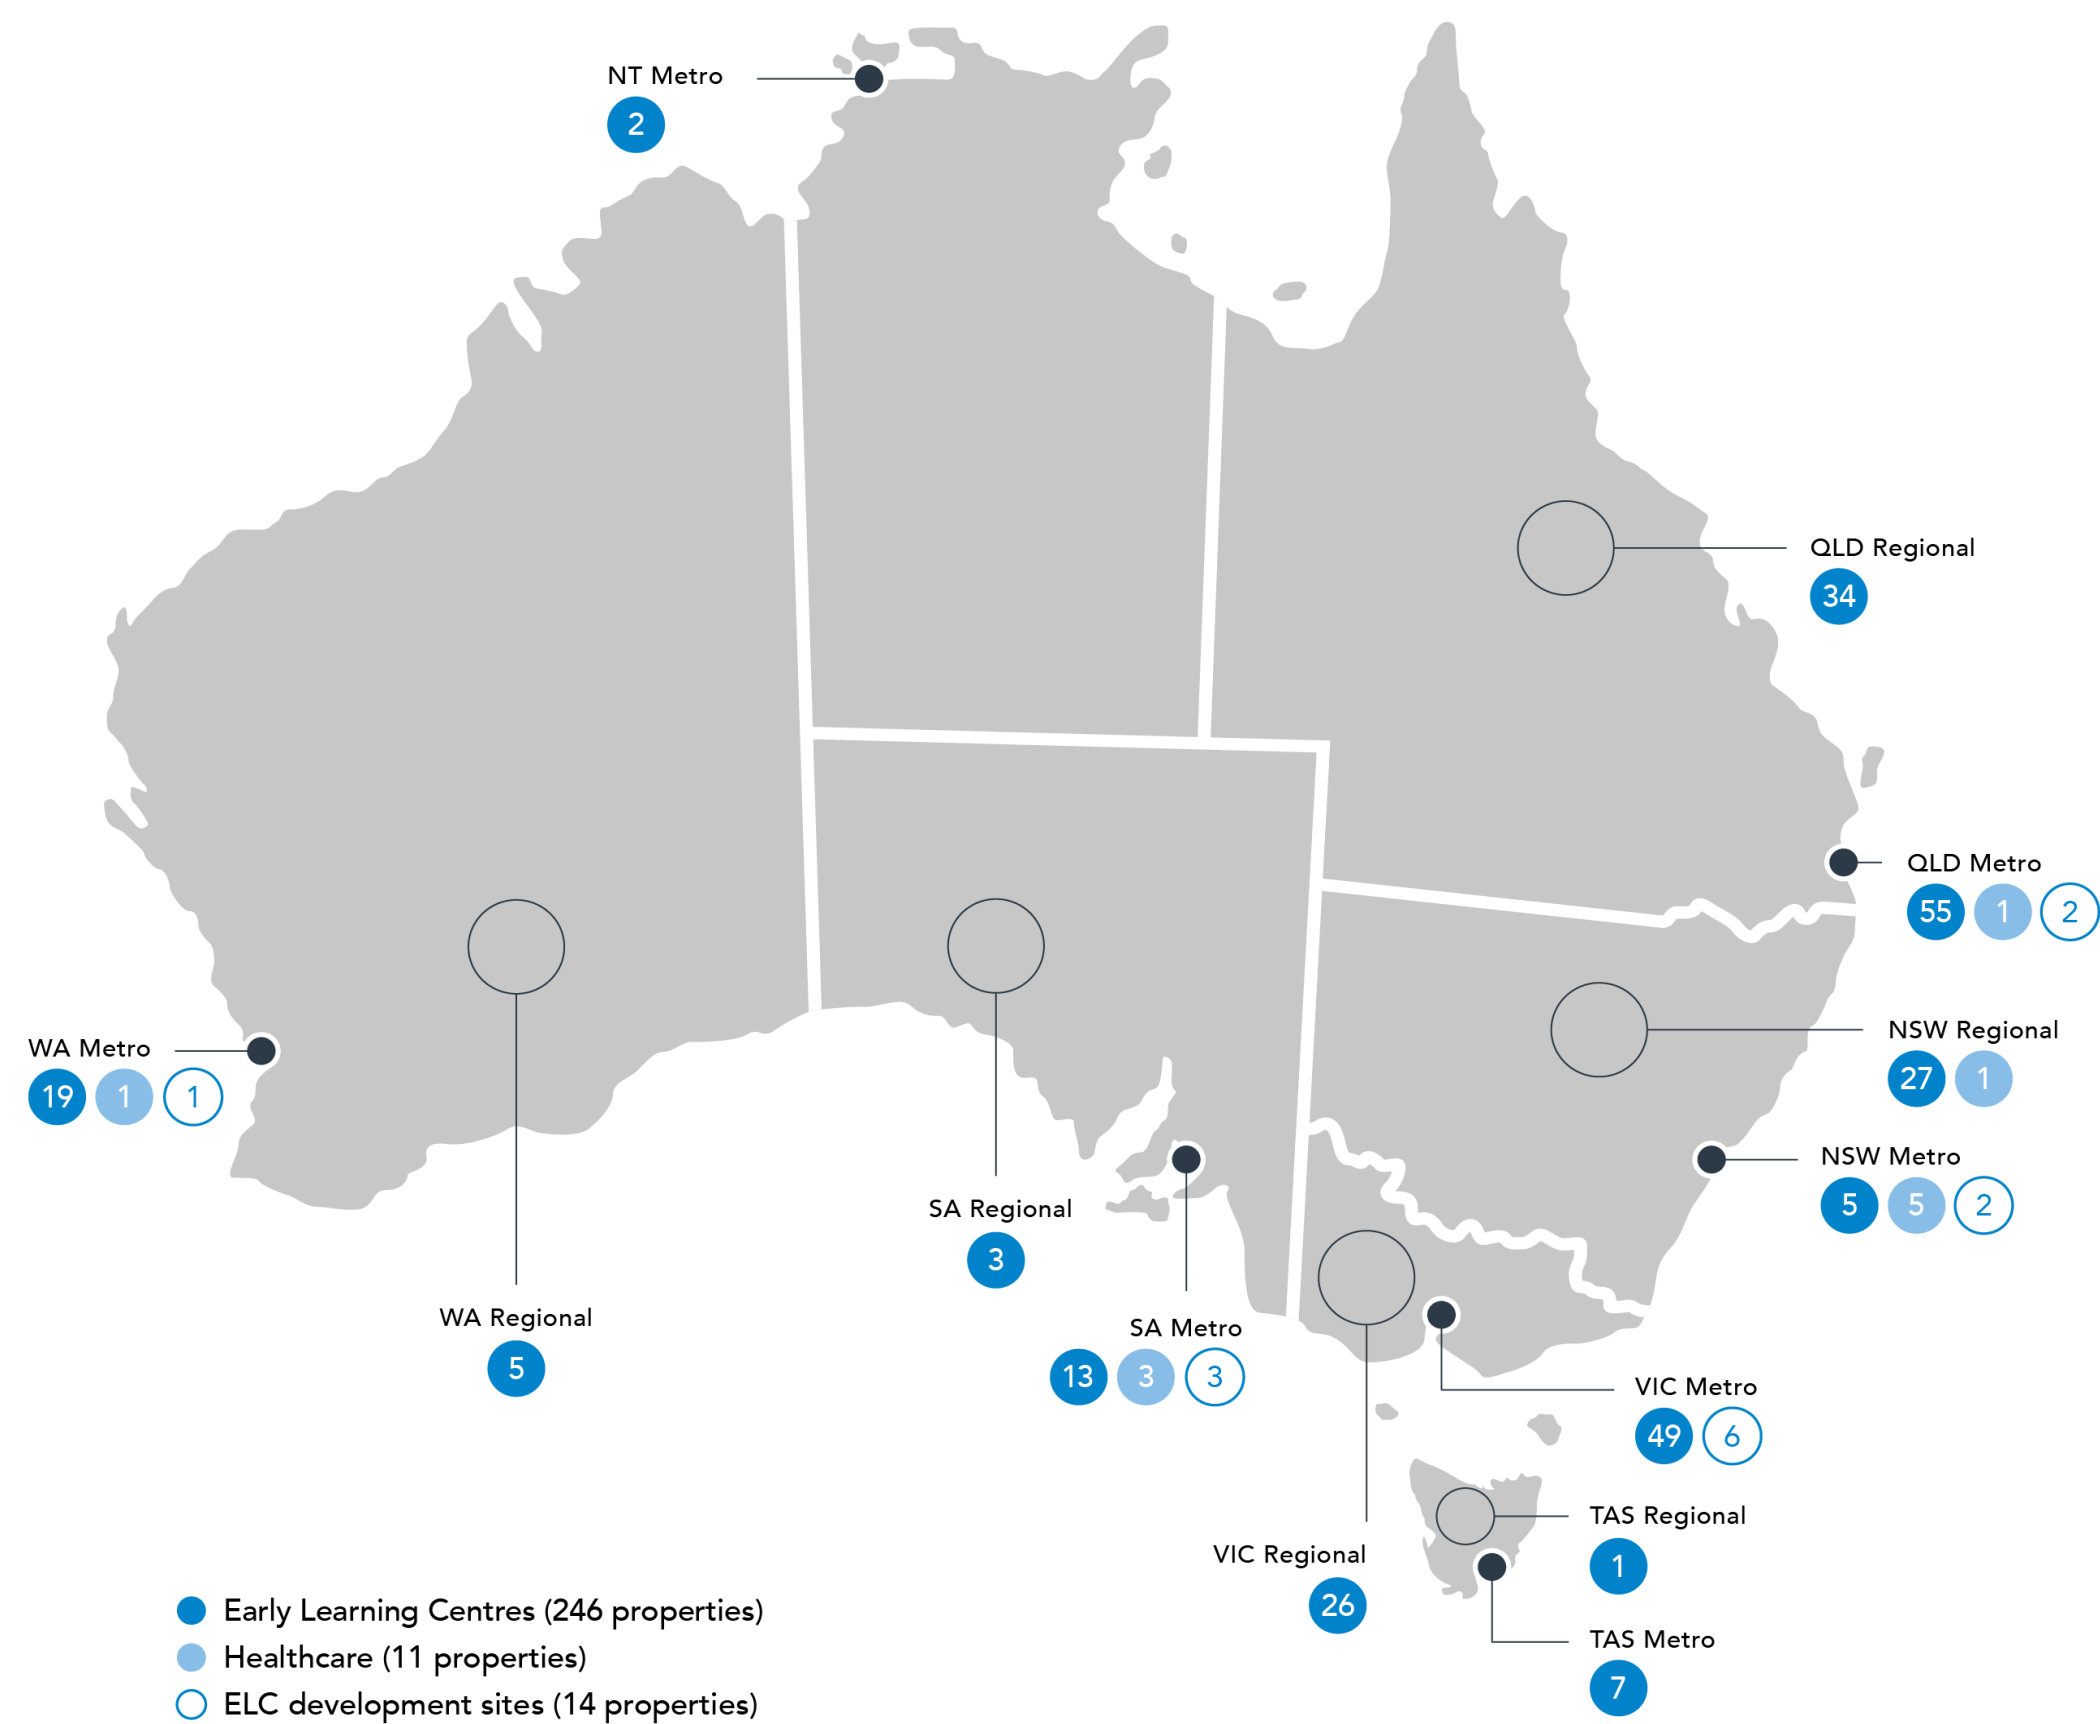 NT Metro
2
QLD Regional
34
QLD Metro
55 1 2
NSW Regional
27 1
WA Metro
19 1 1
NSW Metro
5 5 2
SA Regional
3
WA Regional
5
SA Metro
13 3 3
VIC Metro
49 6
TAS Regional
1
VIC Regional
26
TAS Metro
7
Early Learning Centres (246 properties)
Healthcare (11 properties)
ELC development sites (14 properties)